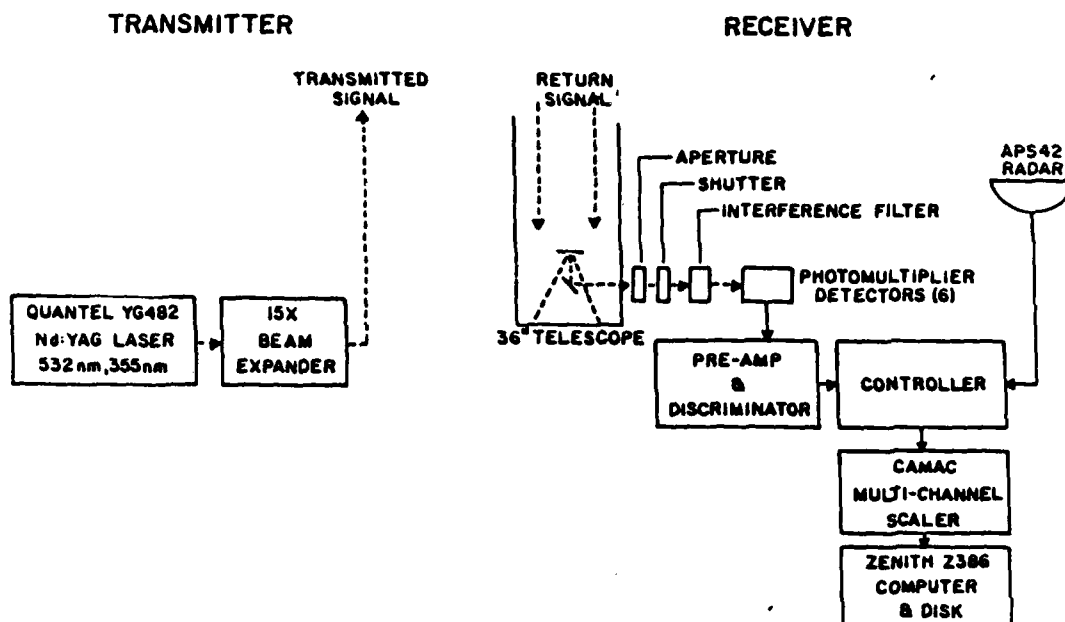 TRANSMITTER
RECEIVER
TRANSMITTED
SIGNAL
RETURN
SIGNAL
APERTURE
SHUTTER
INTERFERENCE FILTER
APS42
RADAR
PHOTOMULTIPLIER
DETECTORS (6)
QUANTEL YG482
Nd:YAG LASER
532nm,355nm
15X
BEAM
EXPANDER
36" TELESCOPE
PRE-AMP
&
DISCRIMINATOR
CONTROLLER
CAMAC
MULTI-CHANNEL
SCALER
ZENITH Z386
COMPUTER
& DISK